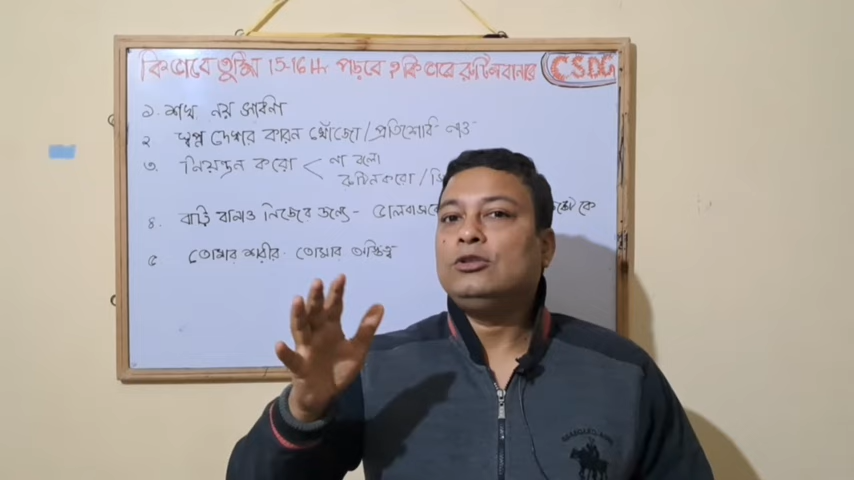 কি ভাবে তুমি 15-16 Hr পড়বে ? কি ভাবে রুটিন বানাব
CSDG
১. শখ নয় ভাবনা
২ স্বপ্ন দেখার কারন খোঁজো / প্রতিশোধ নাও
৩. নিয়ন্ত্রন করো < না বলো
রুটিন করো /
৪. বাড়ি বানাও নিজের জন্যে -
৫ তোমার শরীর তোমার অস্তিত্ব